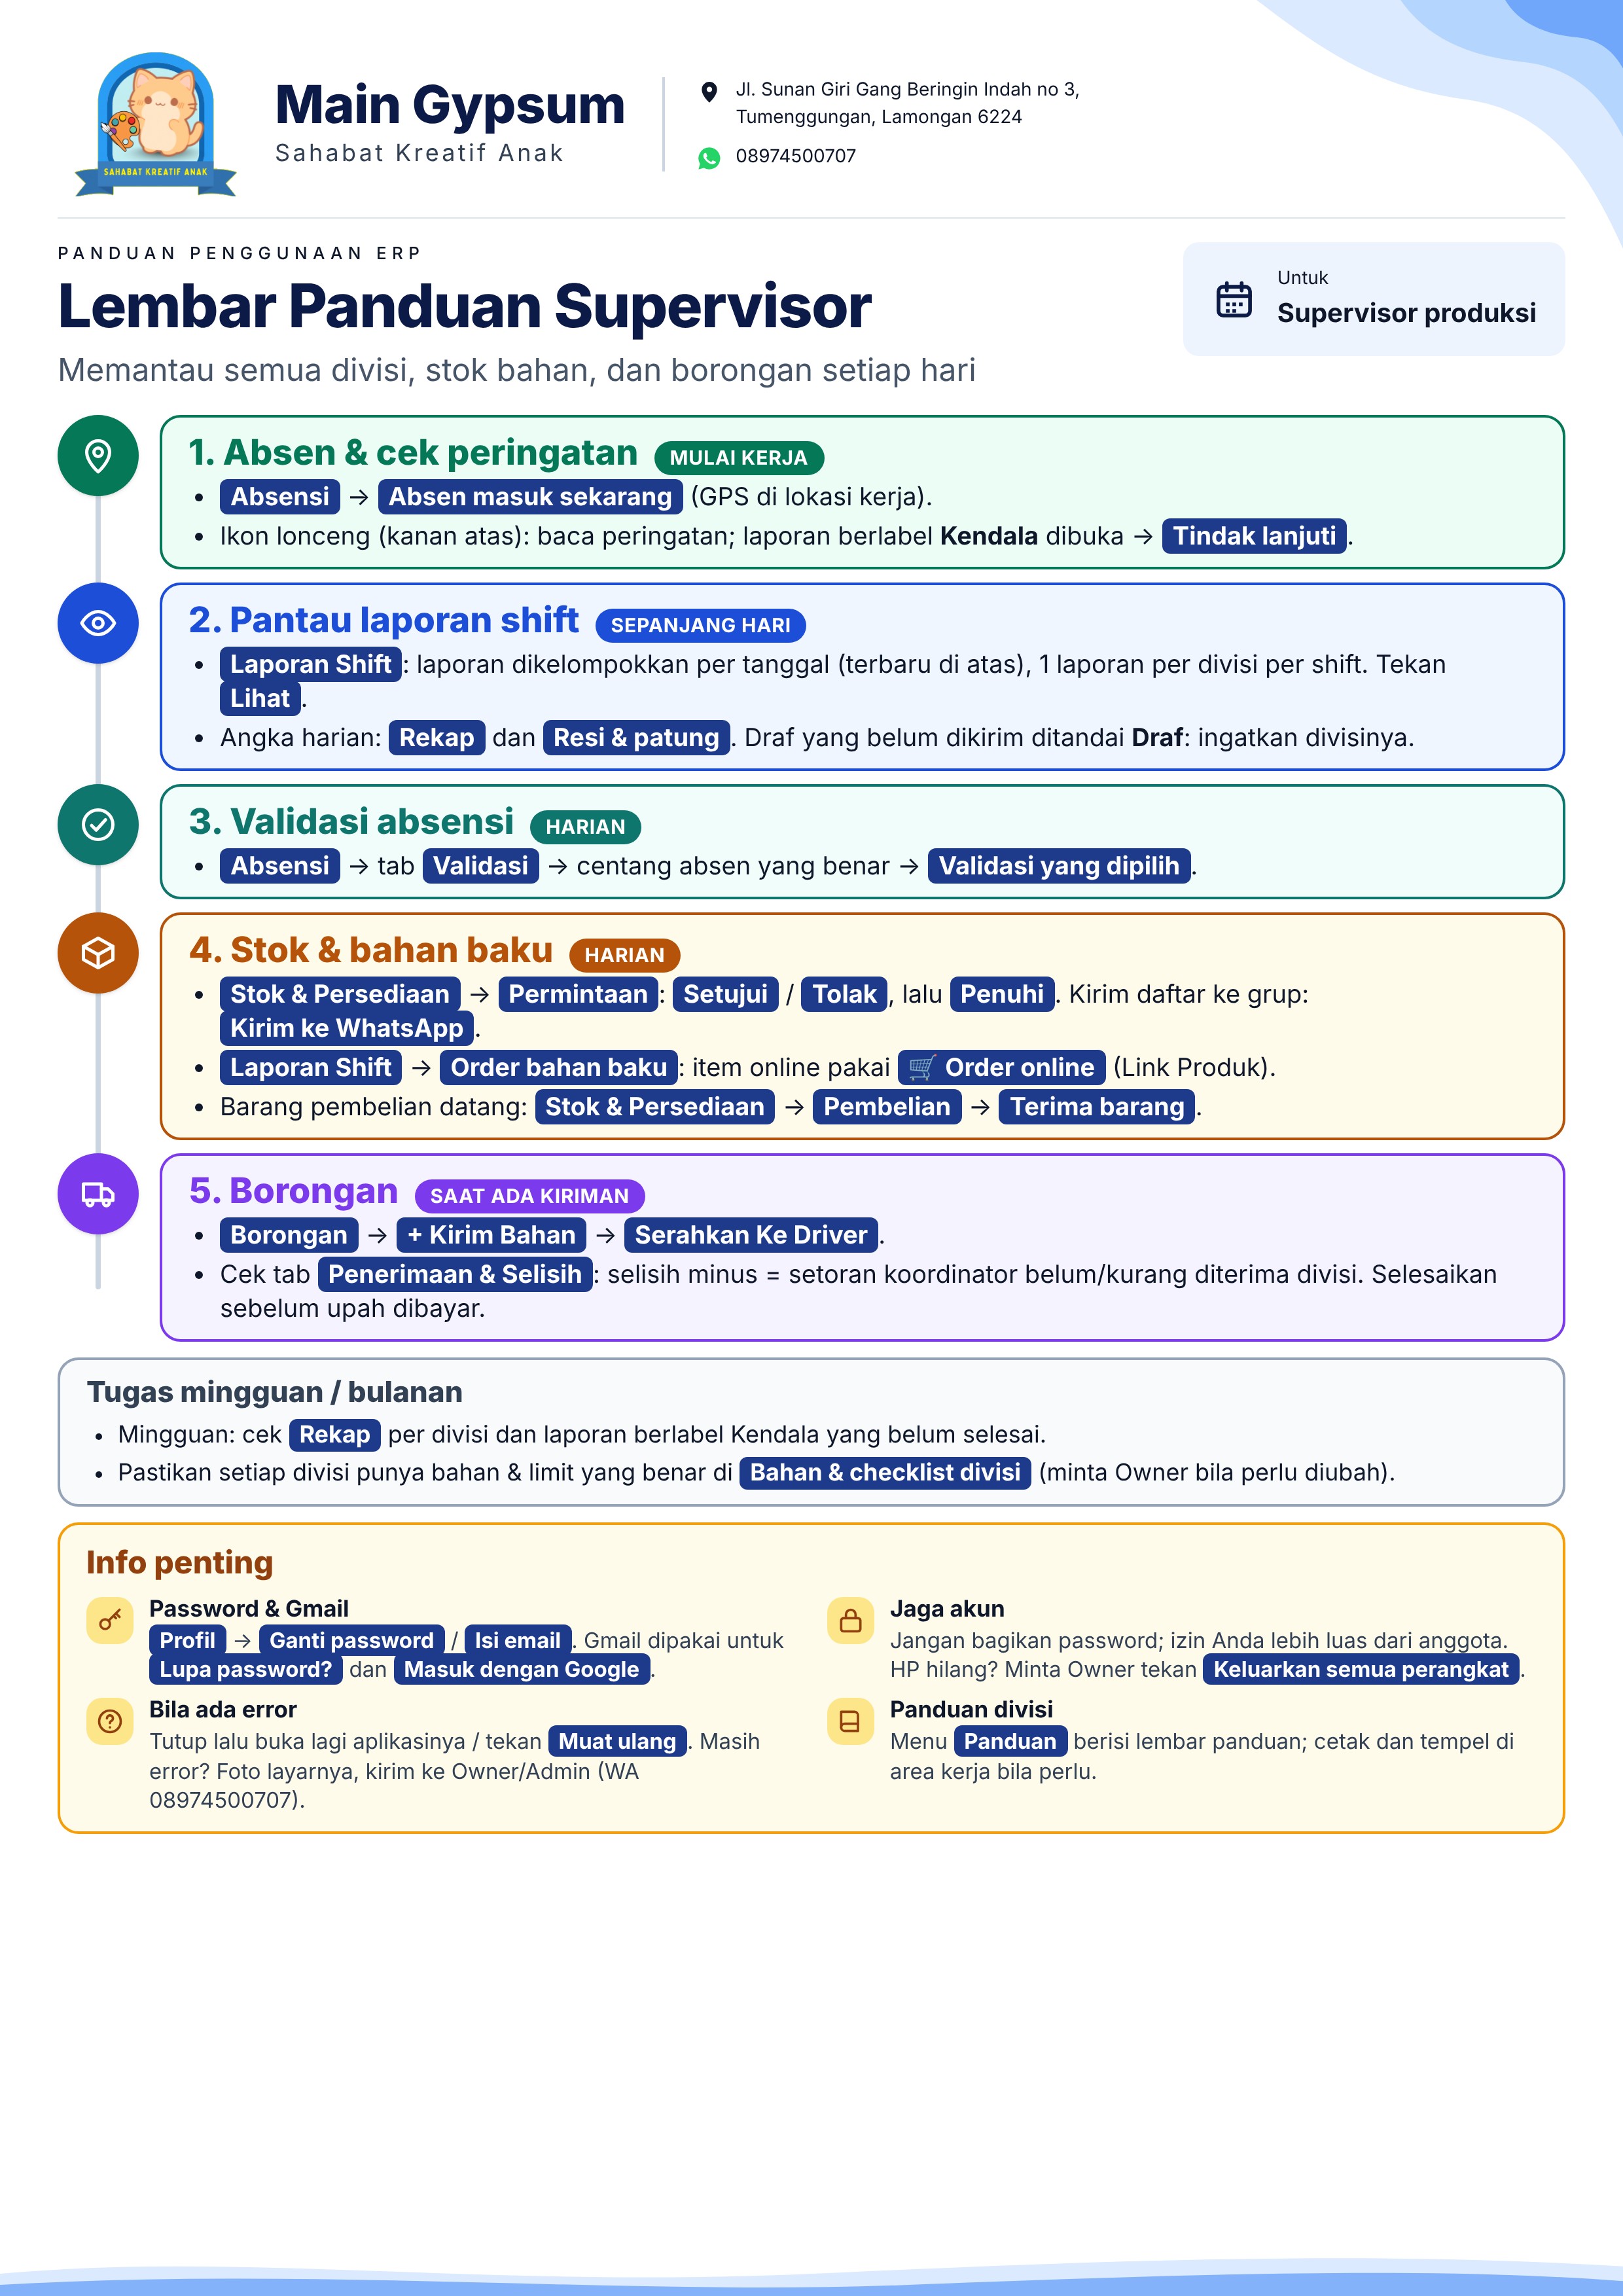 SAHABAT KREATIF ANAK
Main Gypsum
Sahabat Kreatif Anak
Jl. Sunan Giri Gang Beringin Indah no 3,
Tumenggungan, Lamongan 6224
08974500707
PANDUAN PENGGUNAAN ERP
Lembar Panduan Supervisor
Memantau semua divisi, stok bahan, dan borongan setiap hari
Untuk
Supervisor produksi
1. Absen & cek peringatan MULAI KERJA
• Absensi → Absen masuk sekarang (GPS di lokasi kerja).
• Ikon lonceng (kanan atas): baca peringatan; laporan berlabel Kendala dibuka → Tindak lanjuti.
2. Pantau laporan shift SEPANJANG HARI
• Laporan Shift: laporan dikelompokkan per tanggal (terbaru di atas), 1 laporan per divisi per shift. Tekan
Lihat.
• Angka harian: Rekap dan Resi & patung. Draf yang belum dikirim ditandai Draf: ingatkan divisinya.
3. Validasi absensi HARIAN
• Absensi → tab Validasi → centang absen yang benar → Validasi yang dipilih.
4. Stok & bahan baku HARIAN
• Stok & Persediaan → Permintaan: Setujui / Tolak, lalu Penuhi. Kirim daftar ke grup:
Kirim ke WhatsApp.
• Laporan Shift → Order bahan baku: item online pakai 🛒 Order online (Link Produk).
• Barang pembelian datang: Stok & Persediaan → Pembelian → Terima barang.
5. Borongan SAAT ADA KIRIMAN
• Borongan → + Kirim Bahan → Serahkan Ke Driver.
• Cek tab Penerimaan & Selisih: selisih minus = setoran koordinator belum/kurang diterima divisi. Selesaikan
sebelum upah dibayar.
Tugas mingguan / bulanan
• Mingguan: cek Rekap per divisi dan laporan berlabel Kendala yang belum selesai.
• Pastikan setiap divisi punya bahan & limit yang benar di Bahan & checklist divisi (minta Owner bila perlu diubah).
Info penting
Password & Gmail
Profil → Ganti password / Isi email. Gmail dipakai untuk
Lupa password? dan Masuk dengan Google.
Jaga akun
Jangan bagikan password; izin Anda lebih luas dari anggota.
HP hilang? Minta Owner tekan Keluarkan semua perangkat.
Bila ada error
Tutup lalu buka lagi aplikasinya / tekan Muat ulang. Masih
error? Foto layarnya, kirim ke Owner/Admin (WA
08974500707).
Panduan divisi
Menu Panduan berisi lembar panduan; cetak dan tempel di
area kerja bila perlu.